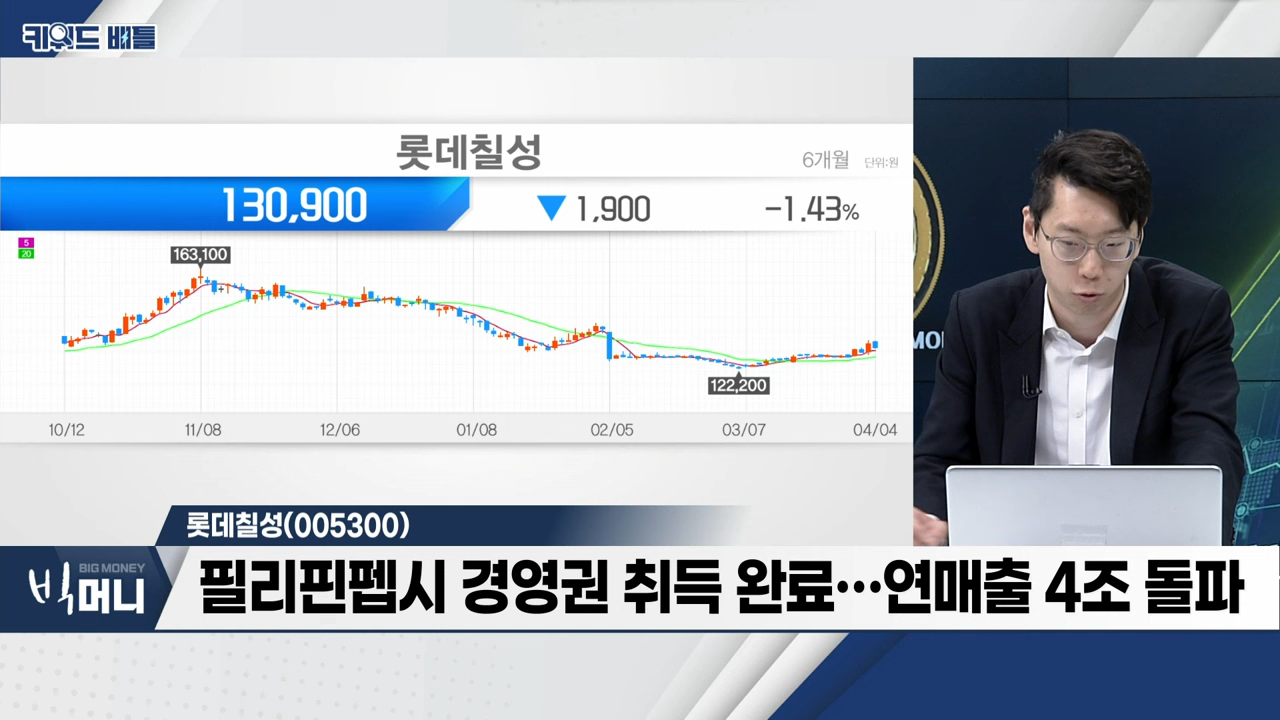 키워드 배틀
롯데칠성
6개월 단위:원
130,900 ▼ 1,900 -1.43%
5
20
163,100
122,200
10/12 11/08 12/06 01/08 02/05 03/07 04/04
MO
롯데칠성(005300)
BIG MONEY
빅머니
필리핀펩시 경영권 취득 완료…연매출 4조 돌파